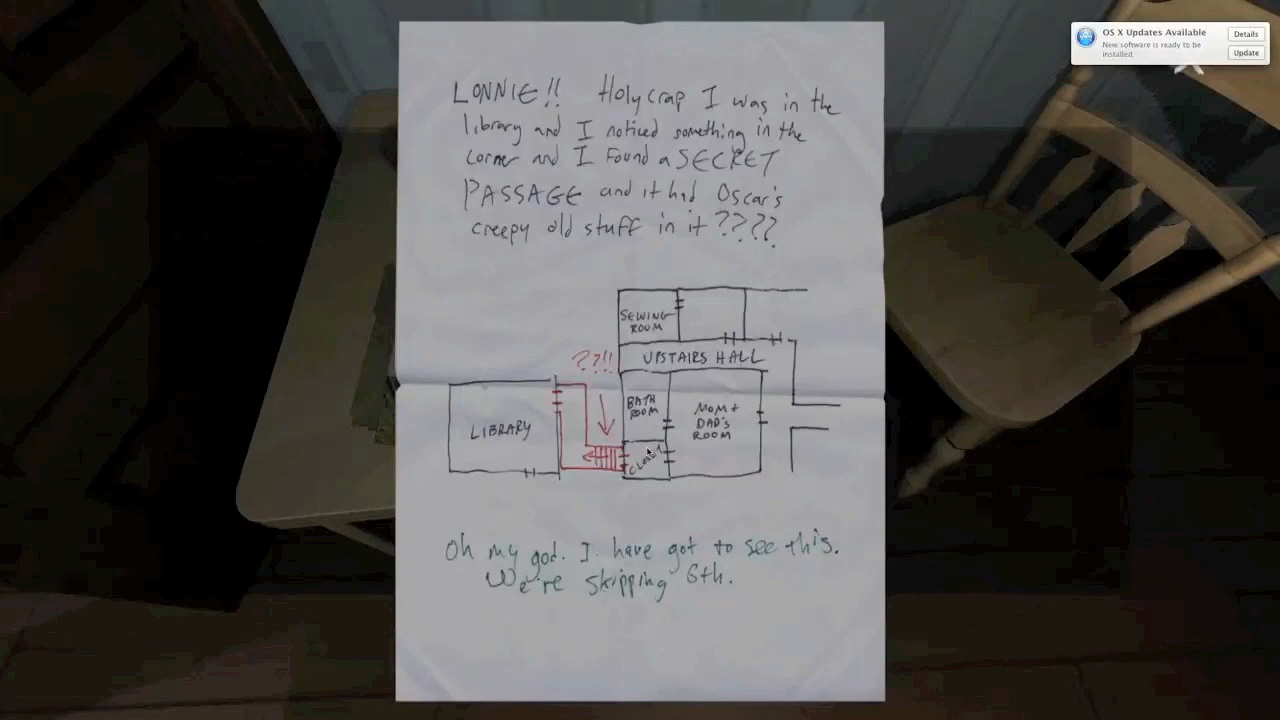 OS X Updates Available
New software is ready to be
installed.
Details
Update
LONNIE!! Holy crap I was in the
library and I noticed something in the
corner and I found a SECRET
PASSAGE and it had Oscar's
creepy old stuff in it ????
SEWING
ROOM
UPSTAIRS HALL
??!!
BATH
ROOM
MOM +
DAD'S
ROOM
LIBRARY
CLOSET
Oh my god. I have got to see this.
We're skipping 6th.